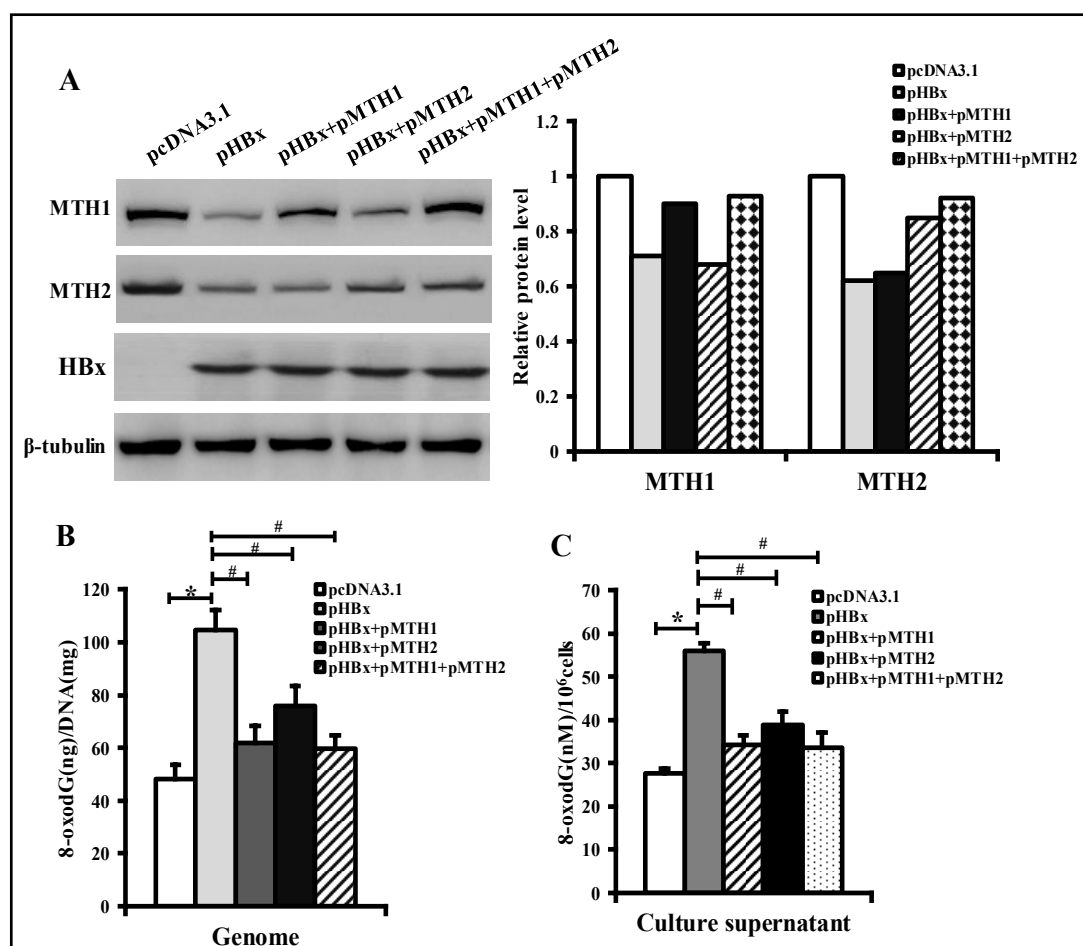 A
pcDNA3.1
pHBx
pHBx+pMTH1
pHBx+pMTH2
pHBx+pMTH1+pMTH2
MTH1
MTH2
HBx
β-tubulin
pcDNA3.1
pHBx
pHBx+pMTH1
pHBx+pMTH2
pHBx+pMTH1+pMTH2
Relative protein level
1.2
1
0.8
0.6
0.4
0.2
0
MTH1 MTH2
B
#
#
#
*
pcDNA3.1
pHBx
pHBx+pMTH1
pHBx+pMTH2
pHBx+pMTH1+pMTH2
8-oxodG(ng)/DNA(mg)
120
100
80
60
40
20
0
Genome
C
#
#
#
*
pcDNA3.1
pHBx
pHBx+pMTH1
pHBx+pMTH2
pHBx+pMTH1+pMTH2
8-oxodG(nM)/10⁶cells
70
60
50
40
30
20
10
0
Culture supernatant